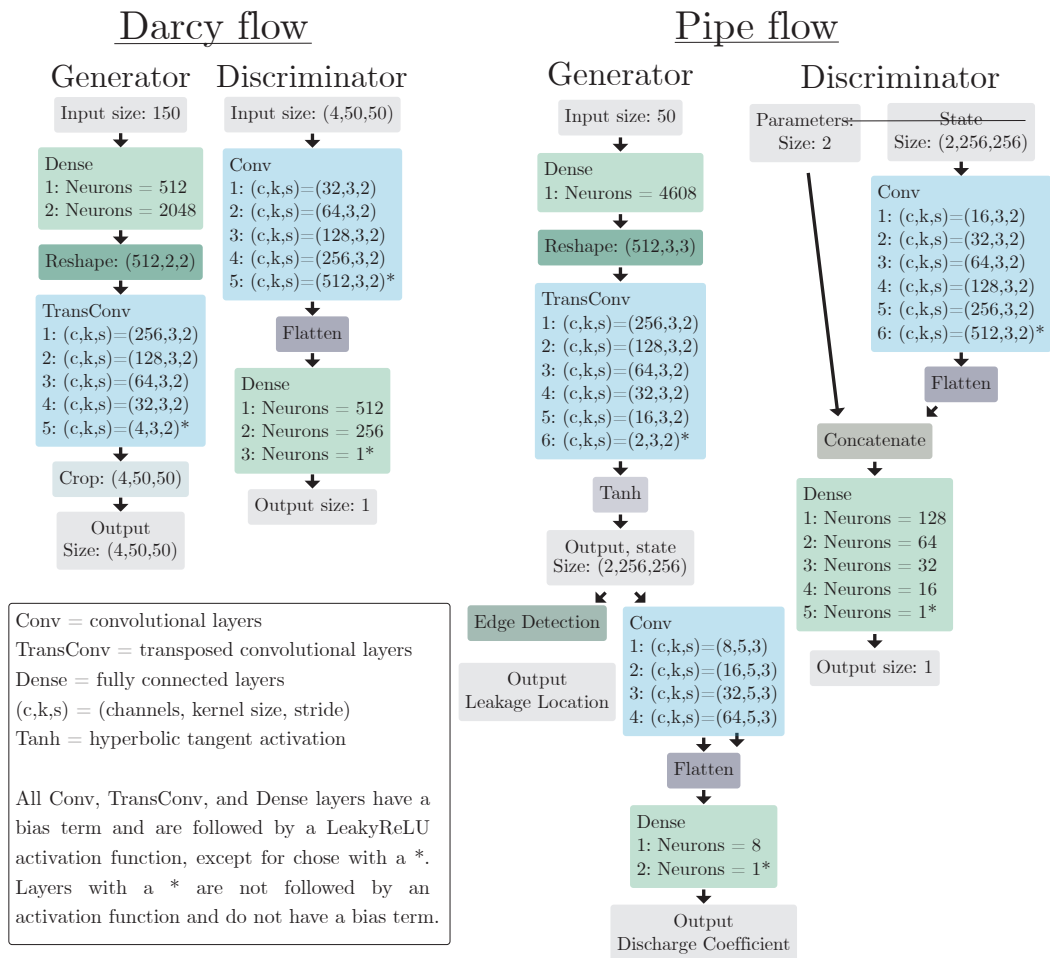 Darcy flow
Generator
Input size: 150
Dense
1: Neurons = 512
2: Neurons = 2048
Reshape: (512,2,2)
TransConv
1: (c,k,s)=(256,3,2)
2: (c,k,s)=(128,3,2)
3: (c,k,s)=(64,3,2)
4: (c,k,s)=(32,3,2)
5: (c,k,s)=(4,3,2)*
Crop: (4,50,50)
Output
Size: (4,50,50)
Discriminator
Input size: (4,50,50)
Conv
1: (c,k,s)=(32,3,2)
2: (c,k,s)=(64,3,2)
3: (c,k,s)=(128,3,2)
4: (c,k,s)=(256,3,2)
5: (c,k,s)=(512,3,2)*
Flatten
Dense
1: Neurons = 512
2: Neurons = 256
3: Neurons = 1*
Output size: 1
Pipe flow
Generator
Input size: 50
Dense
1: Neurons = 4608
Reshape: (512,3,3)
TransConv
1: (c,k,s)=(256,3,2)
2: (c,k,s)=(128,3,2)
3: (c,k,s)=(64,3,2)
4: (c,k,s)=(32,3,2)
5: (c,k,s)=(16,3,2)
6: (c,k,s)=(2,3,2)*
Tanh
Output, state
Size: (2,256,256)
Edge Detection
Output
Leakage Location
Conv
1: (c,k,s)=(8,5,3)
2: (c,k,s)=(16,5,3)
3: (c,k,s)=(32,5,3)
4: (c,k,s)=(64,5,3)
Flatten
Dense
1: Neurons = 8
2: Neurons = 1*
Output
Discharge Coefficient
Discriminator
Parameters:
Size: 2
State
Size: (2,256,256)
Conv
1: (c,k,s)=(16,3,2)
2: (c,k,s)=(32,3,2)
3: (c,k,s)=(64,3,2)
4: (c,k,s)=(128,3,2)
5: (c,k,s)=(256,3,2)
6: (c,k,s)=(512,3,2)*
Flatten
Concatenate
Dense
1: Neurons = 128
2: Neurons = 64
3: Neurons = 32
4: Neurons = 16
5: Neurons = 1*
Output size: 1
Conv = convolutional layers
TransConv = transposed convolutional layers
Dense = fully connected layers
(c,k,s) = (channels, kernel size, stride)
Tanh = hyperbolic tangent activation
All Conv, TransConv, and Dense layers have a
bias term and are followed by a LeakyReLU
activation function, except for chose with a *.
Layers with a * are not followed by an
activation function and do not have a bias term.